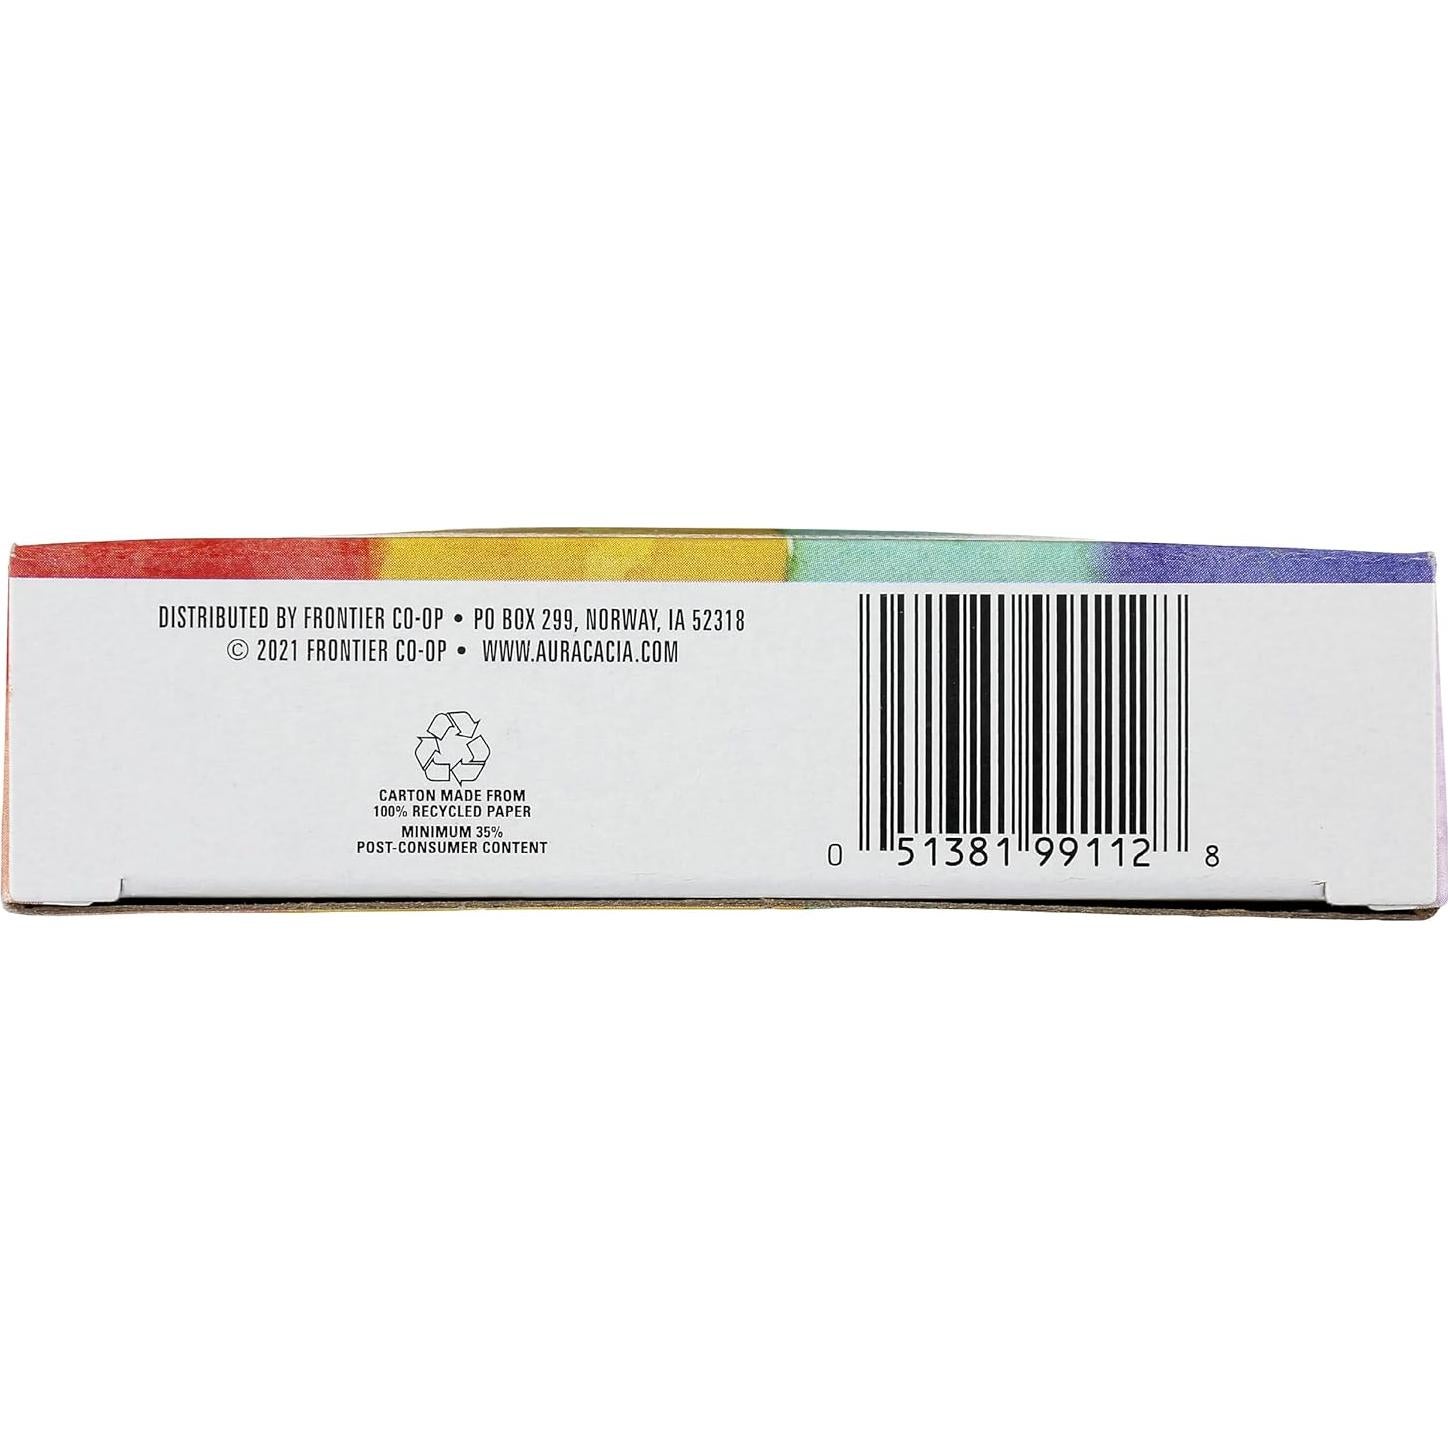 DISTRIBUTED BY FRONTIER CO-OP • PO BOX 299, NORWAY, IA 52318
© 2021 FRONTIER CO-OP • WWW.AURACACIA.COM
CARTON MADE FROM
100% RECYCLED PAPER
MINIMUM 35%
POST-CONSUMER CONTENT
0 51381 99112 8